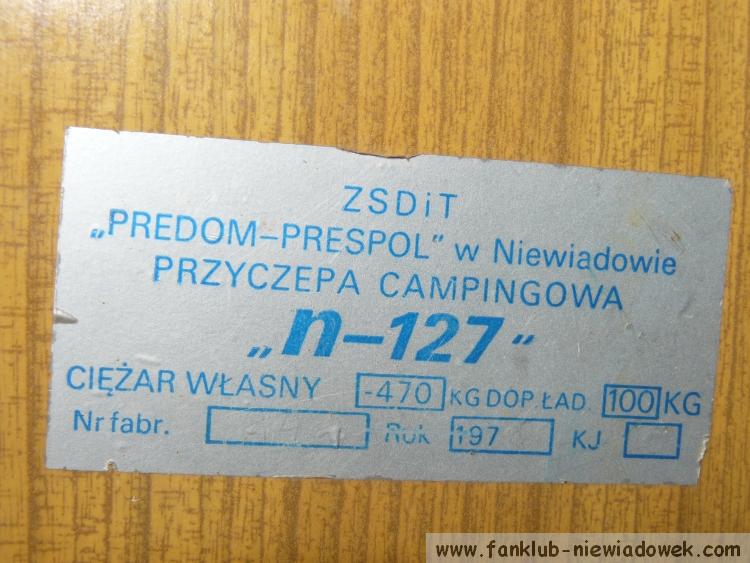 ZSDiT
„PREDOM-PRESPOL" w Niewiadowie
PRZYCZEPA CAMPINGOWA
„n-127"
CIĘŻAR WŁASNY -470 KG DOP. ŁAD. 100 KG
Nr fabr. Rok 197 KJ
www.fanklub-niewiadowek.com